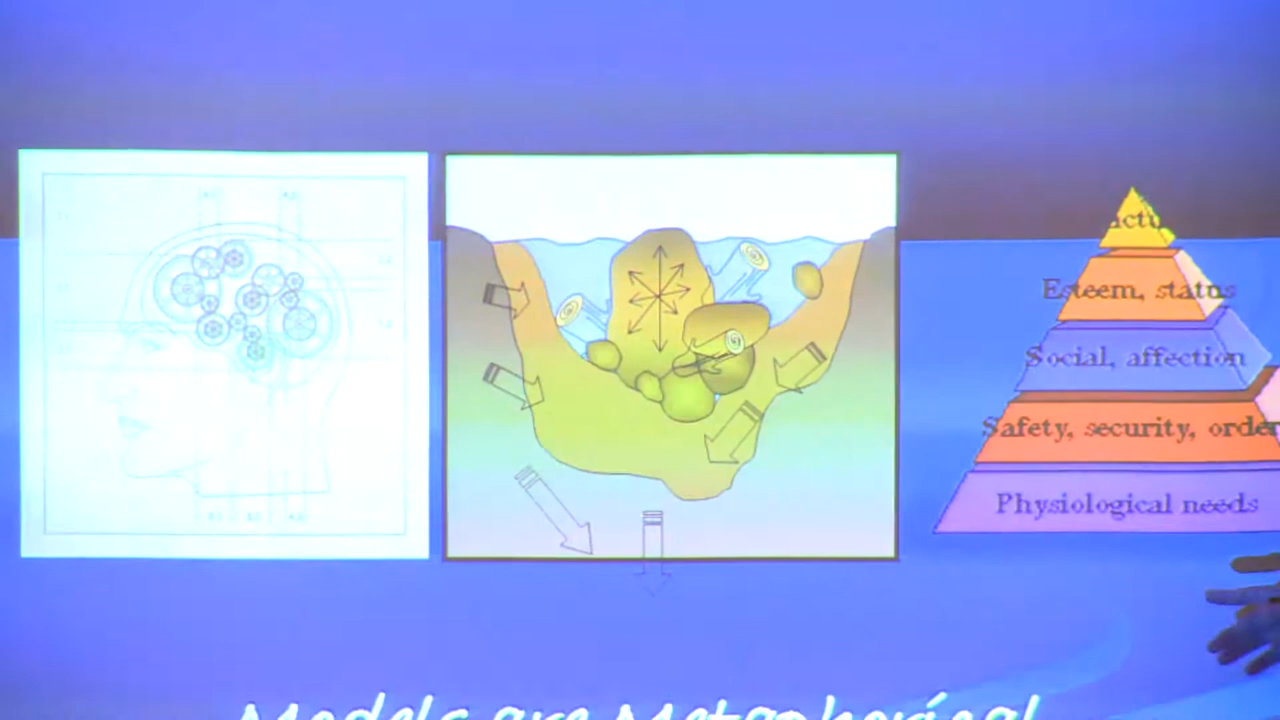 Esteem, status
Social, affection
Safety, security, order
Physiological needs
Models are Metaphorical